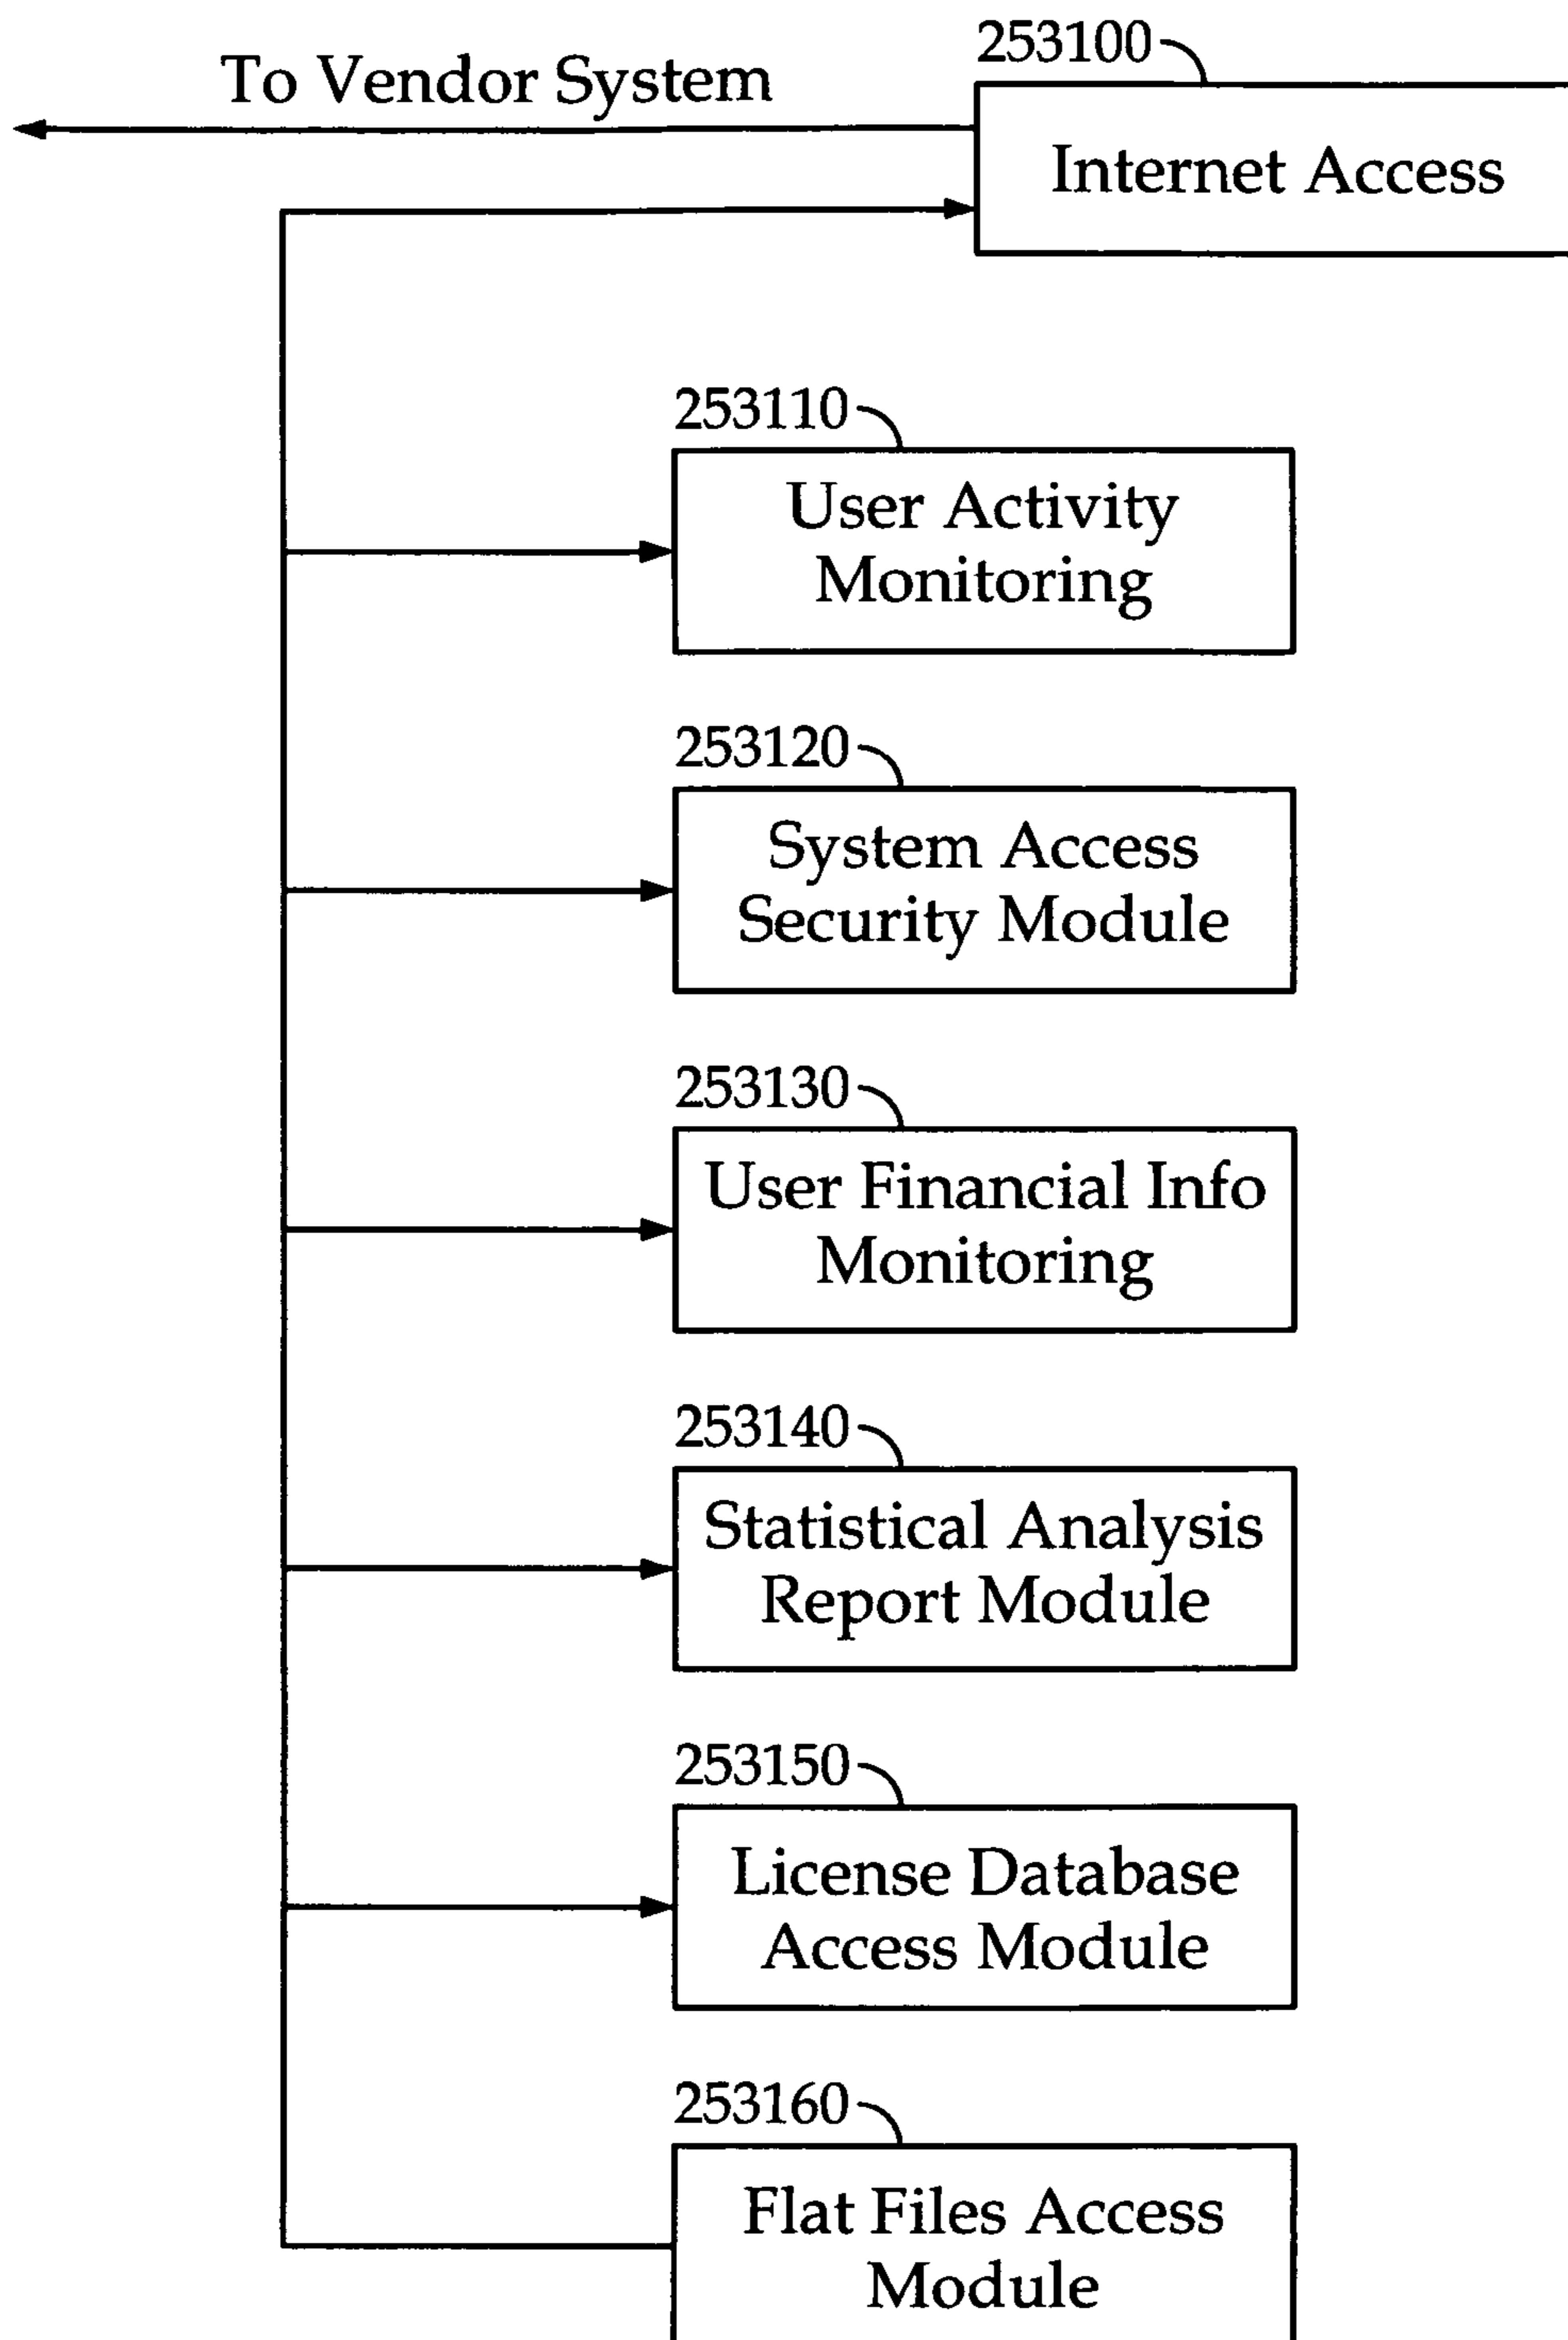 253100
To Vendor System
Internet Access
253110
User Activity
Monitoring
253120
System Access
Security Module
253130
User Financial Info
Monitoring
253140
Statistical Analysis
Report Module
253150
License Database
Access Module
253160
Flat Files Access
Module